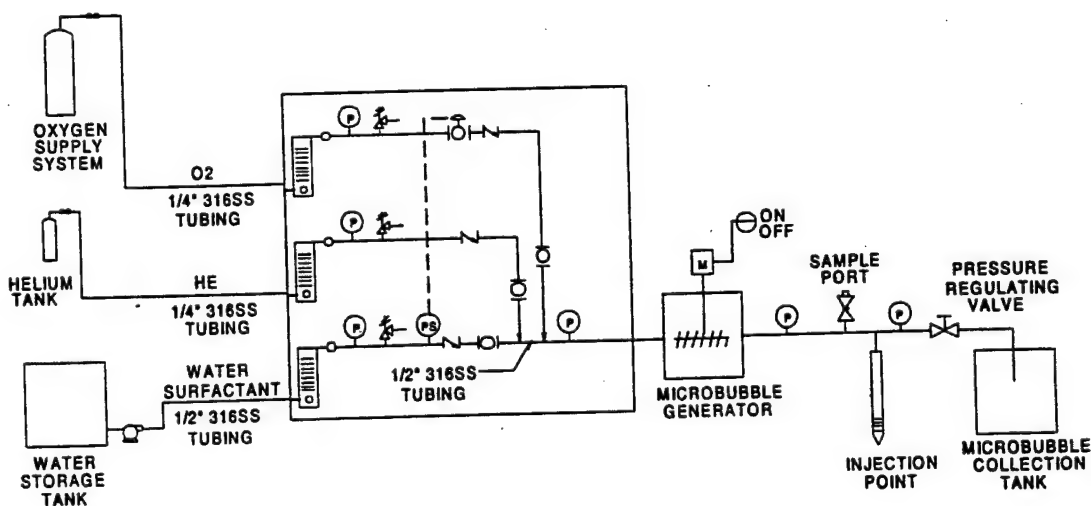 OXYGEN
SUPPLY
SYSTEM
O2
1/4" 316SS
TUBING
HELIUM
TANK
HE
1/4" 316SS
TUBING
WATER
SURFACTANT
1/2" 316SS
TUBING
WATER
STORAGE
TANK
P
P
P
PS
P
1/2" 316SS
TUBING
M
ON
OFF
MICROBUBBLE
GENERATOR
P
SAMPLE
PORT
P
INJECTION
POINT
PRESSURE
REGULATING
VALVE
MICROBUBBLE
COLLECTION
TANK